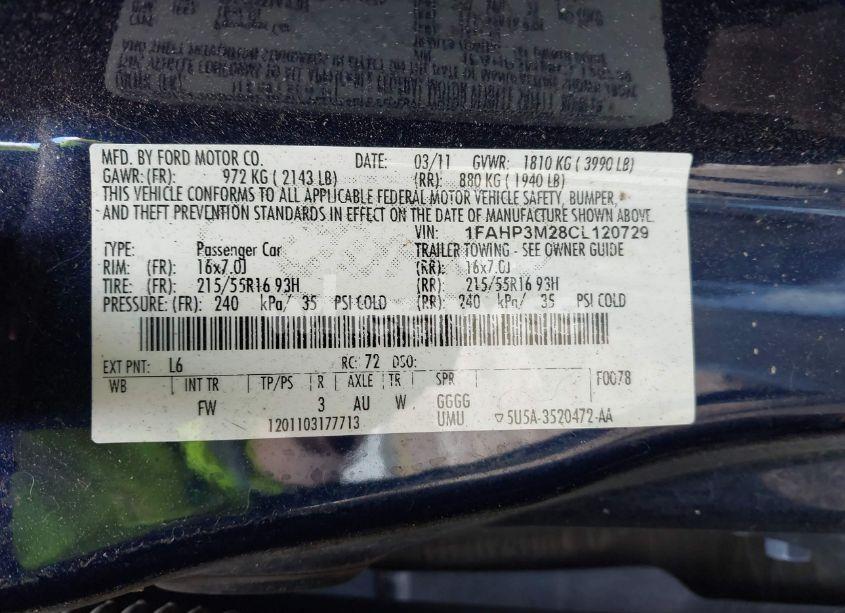 MFD. BY FORD MOTOR CO. DATE: 03/11 GVWR: 1810 KG ( 3990 LB)
GAWR: (FR): 972 KG ( 2143 LB) (RR): 880 KG ( 1940 LB)
THIS VEHICLE CONFORMS TO ALL APPLICABLE FEDERAL MOTOR VEHICLE SAFETY, BUMPER,
AND THEFT PREVENTION STANDARDS IN EFFECT ON THE DATE OF MANUFACTURE SHOWN ABOVE.
VIN: 1FAHP3M28CL120729
TYPE: Passenger Car TRAILER TOWING - SEE OWNER GUIDE
RIM: (FR): 16x7.0J (RR): 16x7.0J
TIRE: (FR): 215/55R16 93H (RR): 215/55R16 93H
PRESSURE: (FR): 240 kPa/ 35 PSI COLD (RR): 240 kPa/ 35 PSI COLD
EXT PNT: L6 RC: 72 DSO:
WB INT TR TP/PS R AXLE TR SPR F0078
FW 3 AU W GGGG
1201103177713 UMU ▽5U5A-3520472-AA